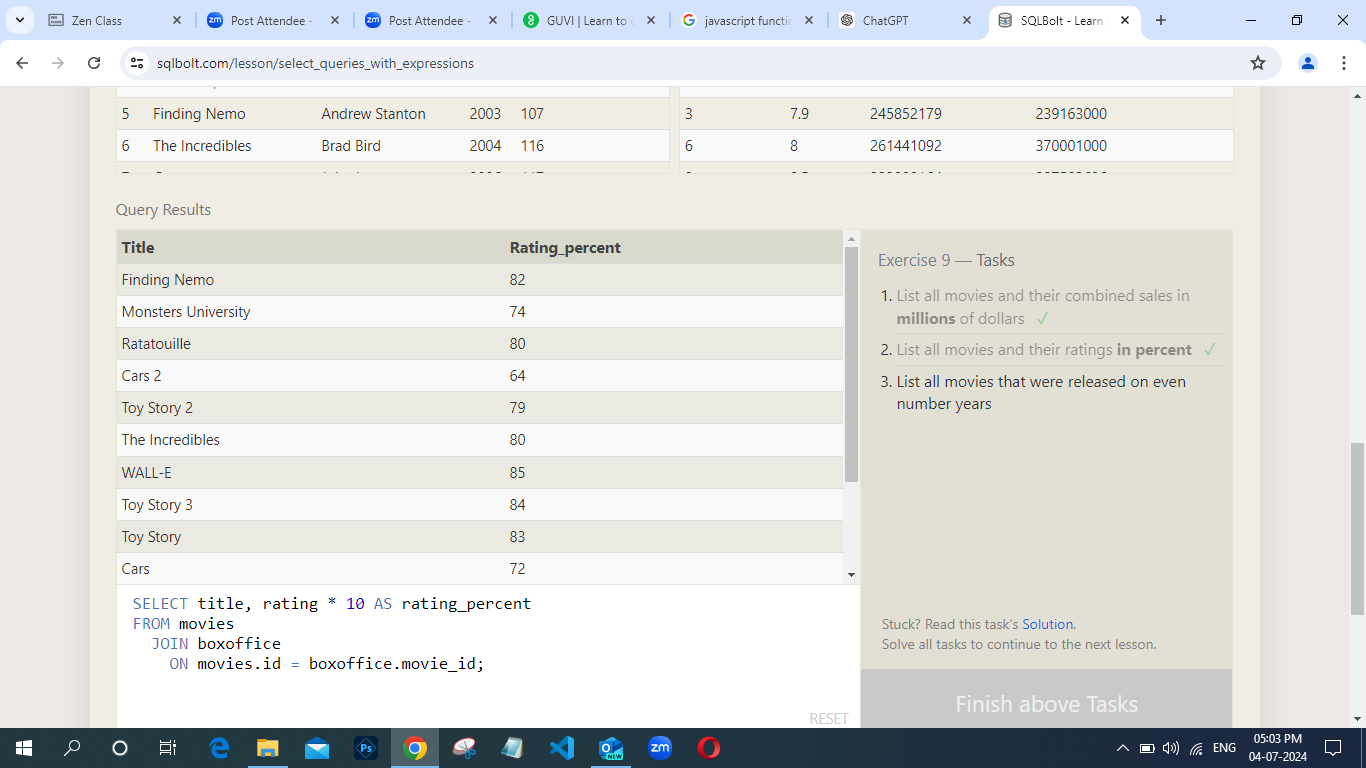 Zen Class
Post Attendee -
Post Attendee -
GUVI | Learn to c
javascript functi
ChatGPT
SQLBolt - Learn S
sqlbolt.com/lesson/select_queries_with_expressions
5 Finding Nemo Andrew Stanton 2003 107
3 7.9 245852179 239163000
6 The Incredibles Brad Bird 2004 116
6 8 261441092 370001000
Query Results
Title Rating_percent
Finding Nemo 82
Monsters University 74
Ratatouille 80
Cars 2 64
Toy Story 2 79
The Incredibles 80
WALL-E 85
Toy Story 3 84
Toy Story 83
Cars 72
SELECT title, rating * 10 AS rating_percent
FROM movies
JOIN boxoffice
ON movies.id = boxoffice.movie_id;
RESET
Exercise 9 — Tasks
1. List all movies and their combined sales in
millions of dollars ✓
2. List all movies and their ratings in percent ✓
3. List all movies that were released on even
number years
Stuck? Read this task's Solution.
Solve all tasks to continue to the next lesson.
Finish above Tasks
ENG
05:03 PM
04-07-2024